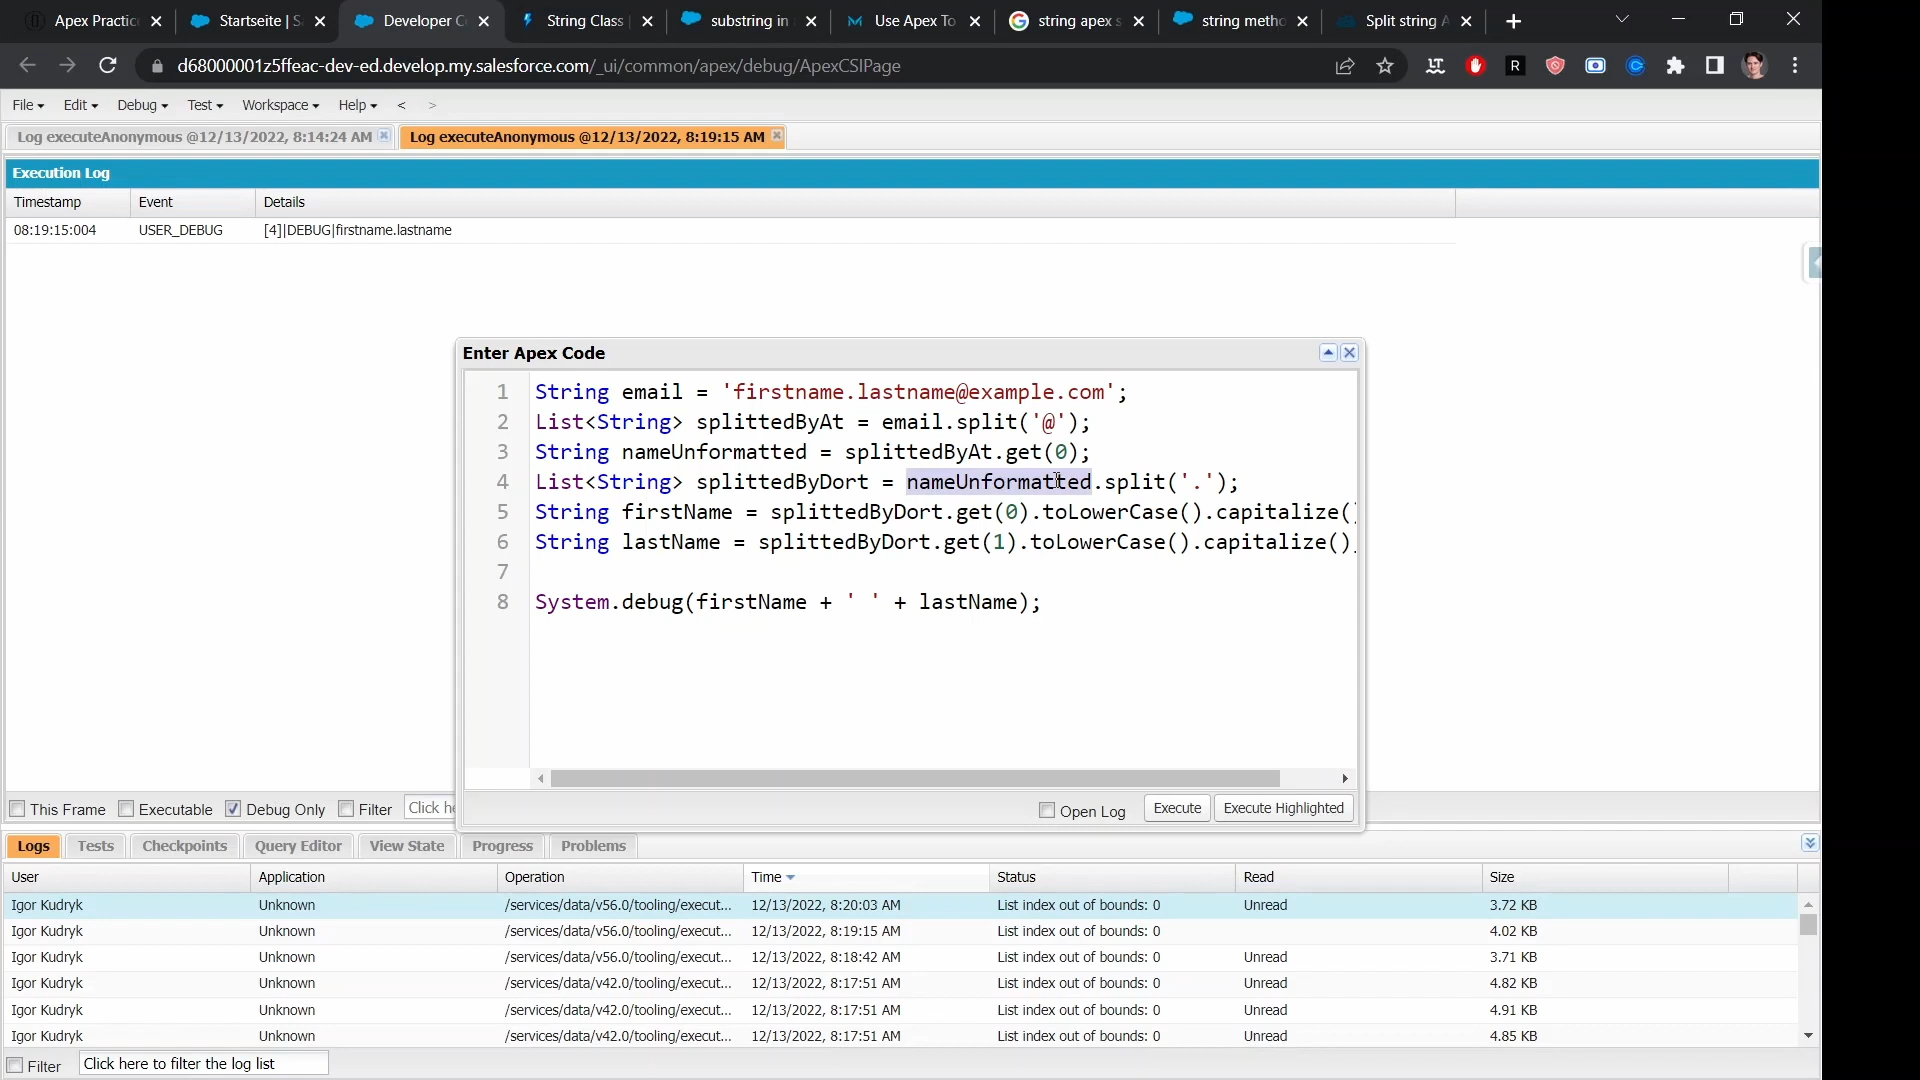 Apex Practic
Startseite | S
Developer C
String Class
substring in
Use Apex To
string apex s
string metho
Split string A
d68000001z5ffeac-dev-ed.develop.my.salesforce.com/_ui/common/apex/debug/ApexCSIPage
File Edit Debug Test Workspace Help < >
Log executeAnonymous @12/13/2022, 8:14:24 AM
Log executeAnonymous @12/13/2022, 8:19:15 AM
Execution Log
Timestamp Event Details
08:19:15:004 USER_DEBUG [4]|DEBUG|firstname.lastname
Enter Apex Code
1 String email = 'firstname.lastname@example.com';
2 List<String> splittedByAt = email.split('@');
3 String nameUnformatted = splittedByAt.get(0);
4 List<String> splittedByDort = nameUnformatted.split('.');
5 String firstName = splittedByDort.get(0).toLowerCase().capitalize()
6 String lastName = splittedByDort.get(1).toLowerCase().capitalize()
7
8 System.debug(firstName + ' ' + lastName);
This Frame Executable Debug Only Filter Click he
Open Log Execute Execute Highlighted
Logs Tests Checkpoints Query Editor View State Progress Problems
User Application Operation Time Status Read Size
Igor Kudryk Unknown /services/data/v56.0/tooling/execut... 12/13/2022, 8:20:03 AM List index out of bounds: 0 Unread 3.72 KB
Igor Kudryk Unknown /services/data/v56.0/tooling/execut... 12/13/2022, 8:19:15 AM List index out of bounds: 0 4.02 KB
Igor Kudryk Unknown /services/data/v56.0/tooling/execut... 12/13/2022, 8:18:42 AM List index out of bounds: 0 Unread 3.71 KB
Igor Kudryk Unknown /services/data/v42.0/tooling/execut... 12/13/2022, 8:17:51 AM List index out of bounds: 0 Unread 4.82 KB
Igor Kudryk Unknown /services/data/v42.0/tooling/execut... 12/13/2022, 8:17:51 AM List index out of bounds: 0 Unread 4.91 KB
Igor Kudryk Unknown /services/data/v42.0/tooling/execut... 12/13/2022, 8:17:51 AM List index out of bounds: 0 Unread 4.85 KB
Filter Click here to filter the log list